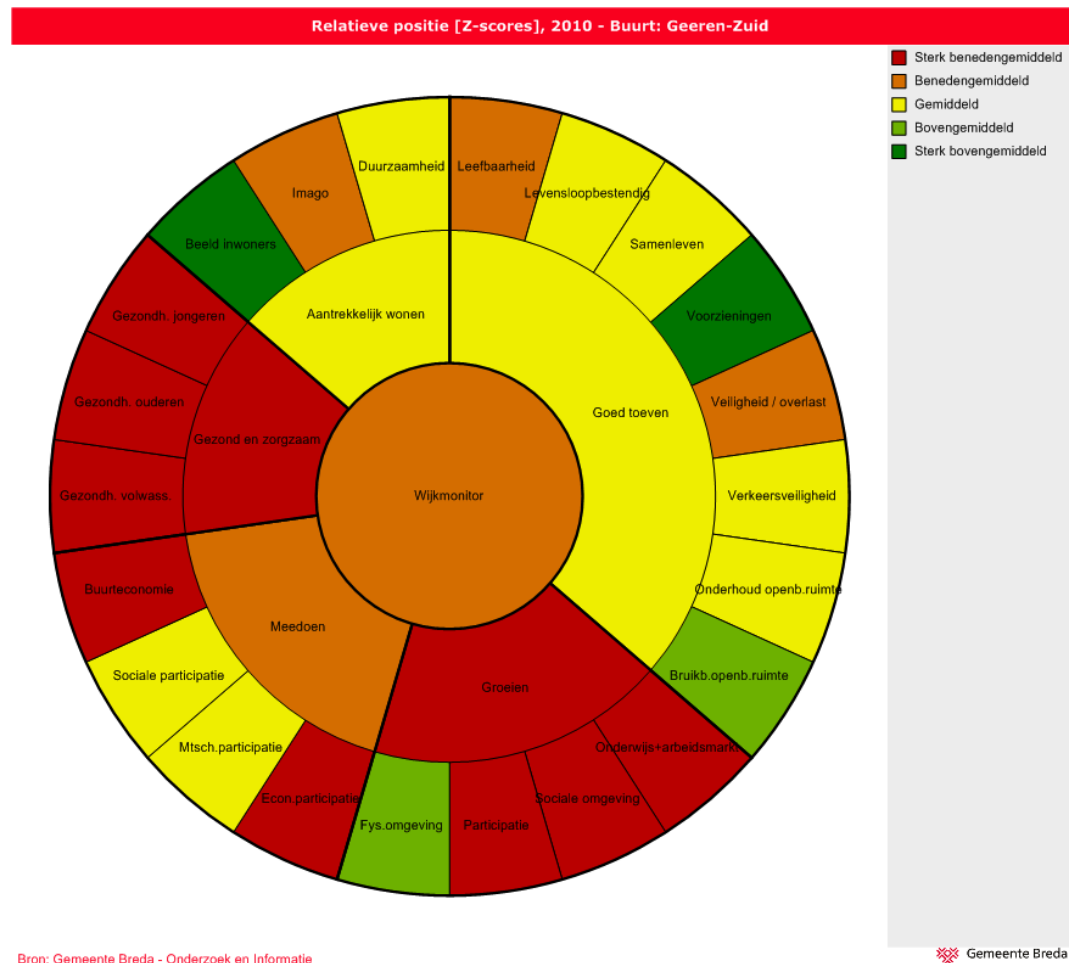 Relatieve positie [Z-scores], 2010 - Buurt: Geeren-Zuid
Sterk benedengemiddeld
Benedengemiddeld
Gemiddeld
Bovengemiddeld
Sterk bovengemiddeld
Duurzaamheid
Leefbaarheid
Imago
Levensloopbestendig
Beeld inwoners
Samenleven
Gezondh. jongeren
Aantrekkelijk wonen
Voorzieningen
Gezondh. ouderen
Veiligheid / overlast
Goed toeven
Gezond en zorgzaam
Gezondh. volwass.
Wijkmonitor
Verkeersveiligheid
Buurteconomie
Onderhoud openb.ruimte
Meedoen
Sociale participatie
Bruikb.openb.ruimte
Groeien
Mtsch.participatie
Onderwijs+arbeidsmarkt
Econ.participatie
Sociale omgeving
Fys.omgeving
Participatie
Bron: Gemeente Breda - Onderzoek en Informatie
Gemeente Breda